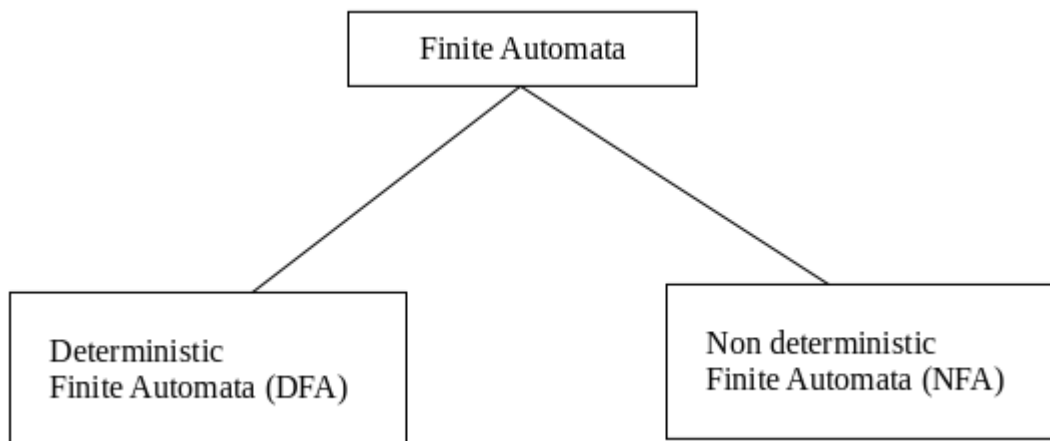 Finite Automata
Deterministic
Finite Automata (DFA)
Non deterministic
Finite Automata (NFA)